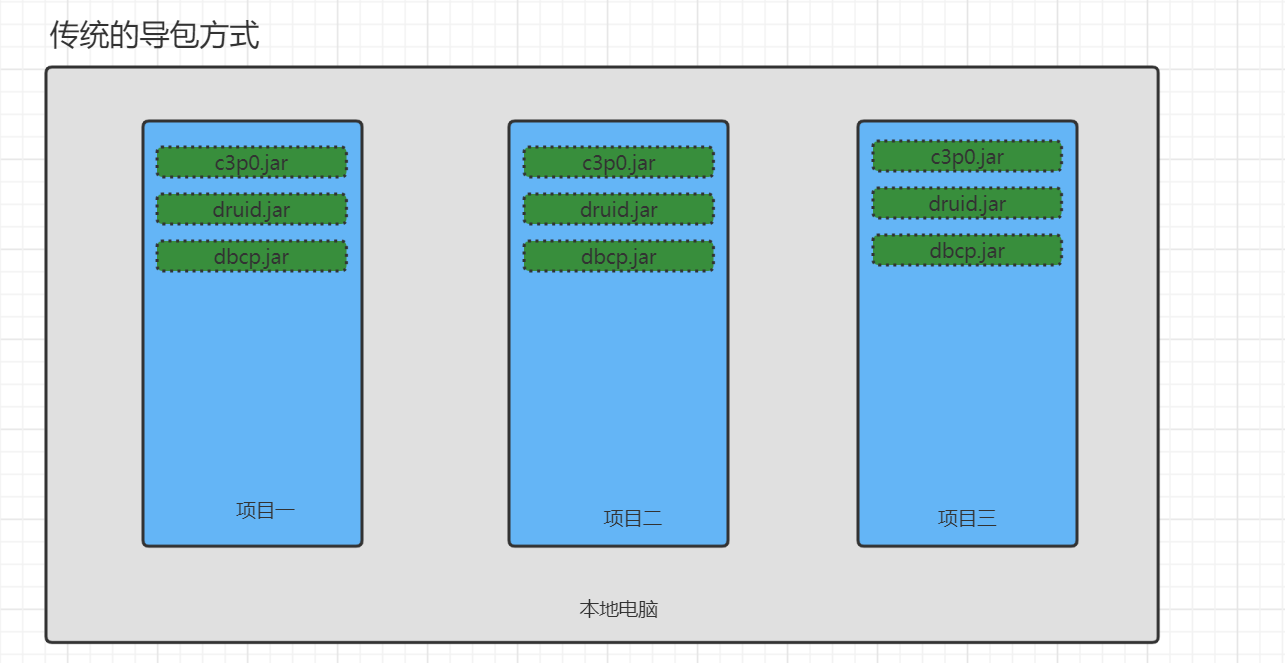 传统的导包方式
c3p0.jar
druid.jar
dbcp.jar
项目一
c3p0.jar
druid.jar
dbcp.jar
项目二
c3p0.jar
druid.jar
dbcp.jar
项目三
本地电脑